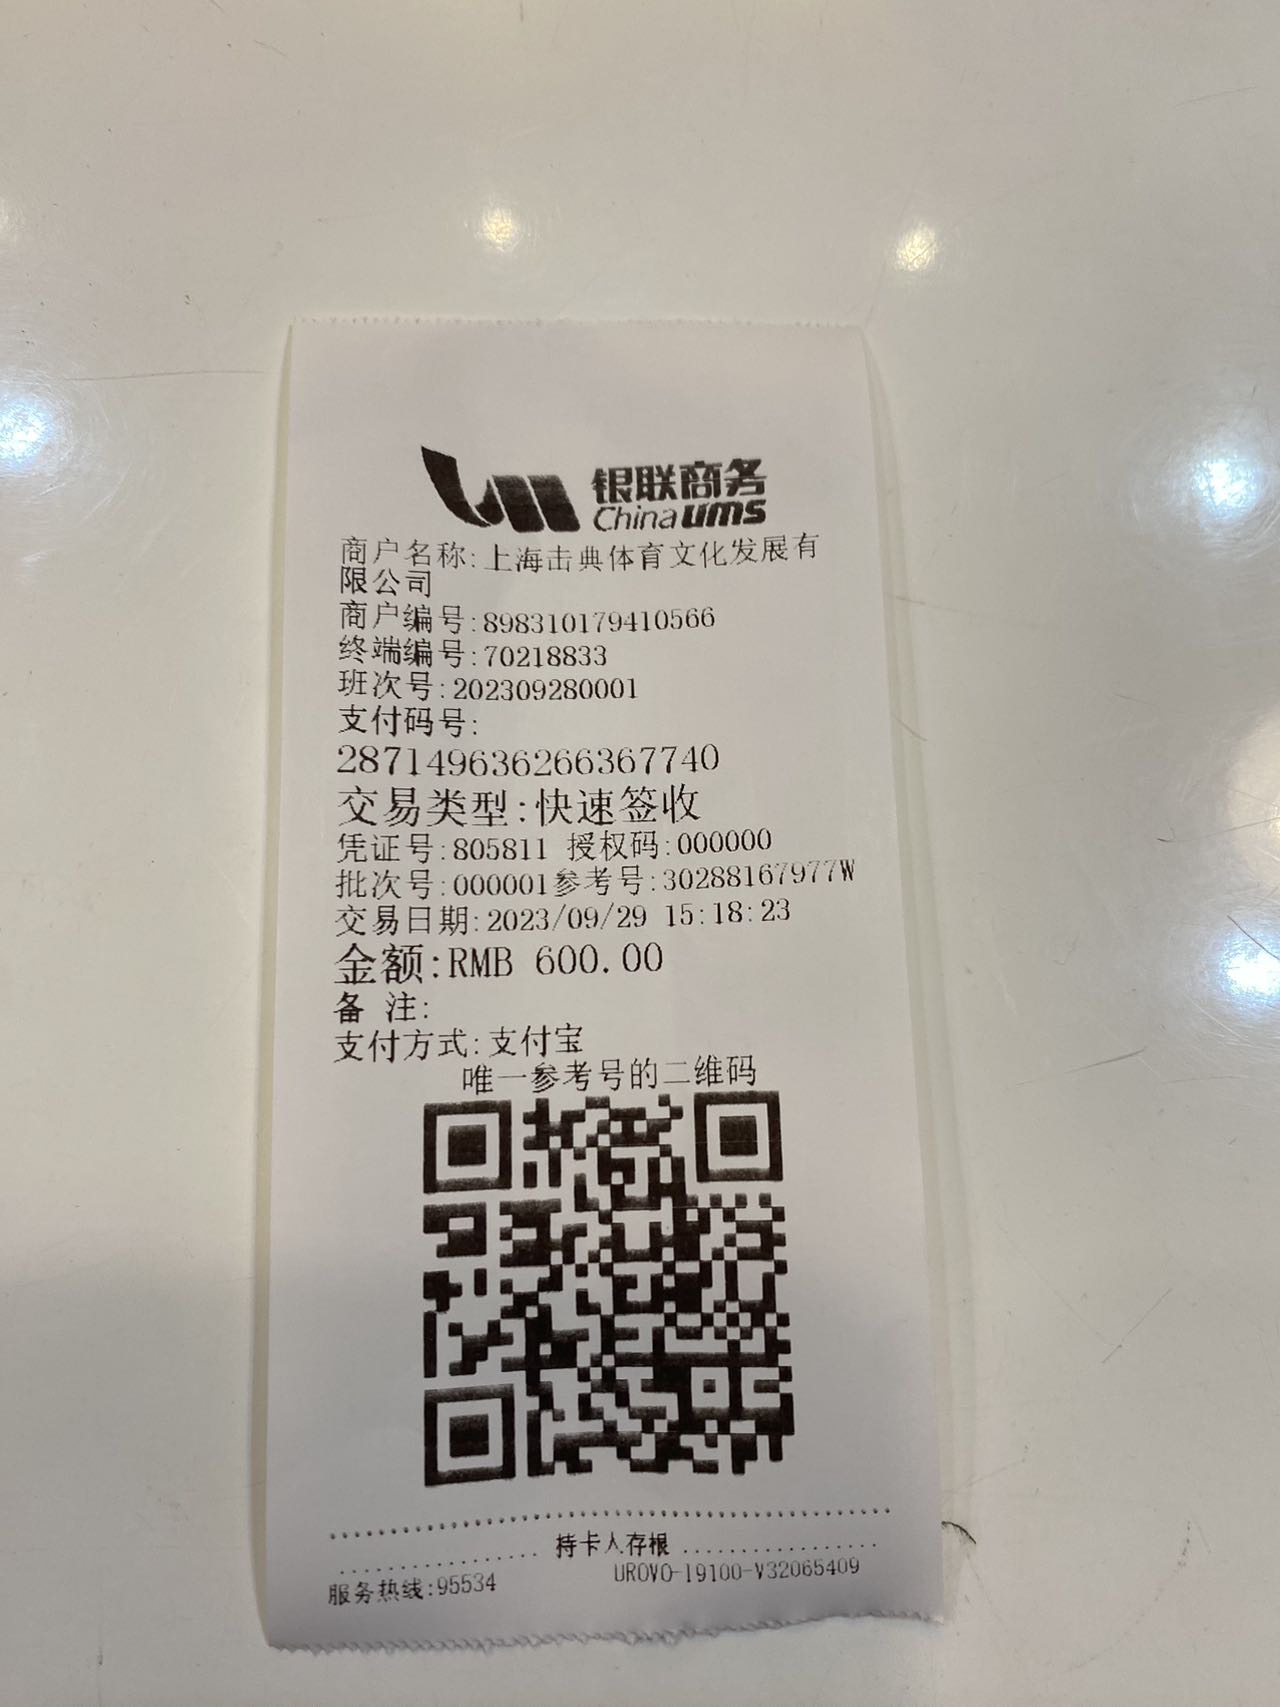 银联商务
China ums
商户名称:上海击典体育文化发展有
限公司
商户编号:898310179410566
终端编号:70218833
班次号:202309280001
支付码号:
287149636266367740
交易类型:快速签收
凭证号:805811 授权码:000000
批次号:000001参考号:30288167977W
交易日期:2023/09/29 15:18:23
金额:RMB 600.00
备 注:
支付方式:支付宝
唯一参考号的二维码
持卡人存根
服务热线:95534 UROVO-19100-V32065409